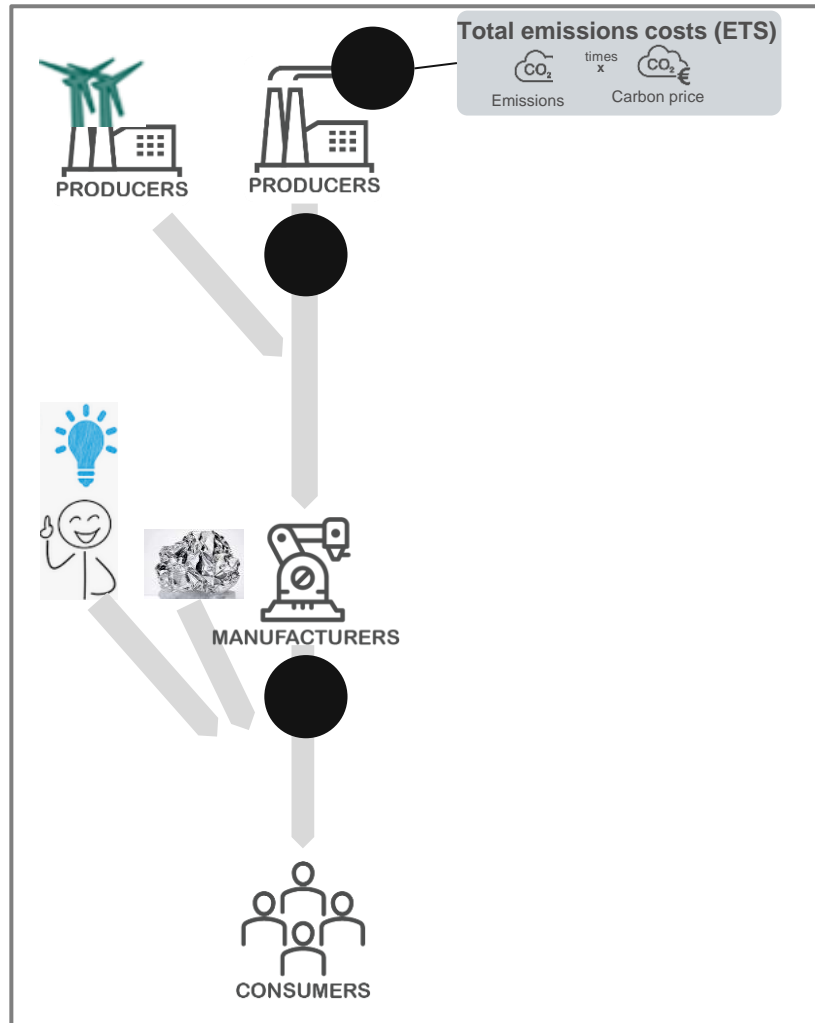 Total emissions costs (ETS)
CO2 times x CO2 €
Emissions Carbon price
PRODUCERS PRODUCERS
MANUFACTURERS
CONSUMERS